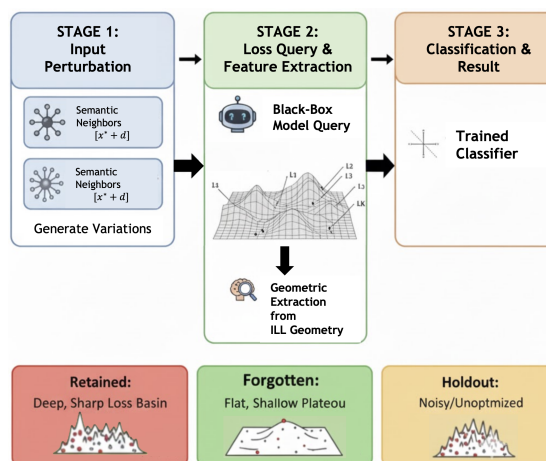 STAGE 1:
Input
Perturbation
Semantic
Neighbors
[x* + d]
Semantic
Neighbors
[x* + d]
Generate Variations
STAGE 2:
Loss Query &
Feature Extraction
Black-Box
Model Query
L1
L1
L2
L3
L3
LK
Geometric
Extraction
from
ILL Geometry
STAGE 3:
Classification &
Result
Trained
Classifier
Retained:
Deep, Sharp Loss Basin
Forgotten:
Flat, Shallow Plateou
Holdout:
Noisy/Unoptmized